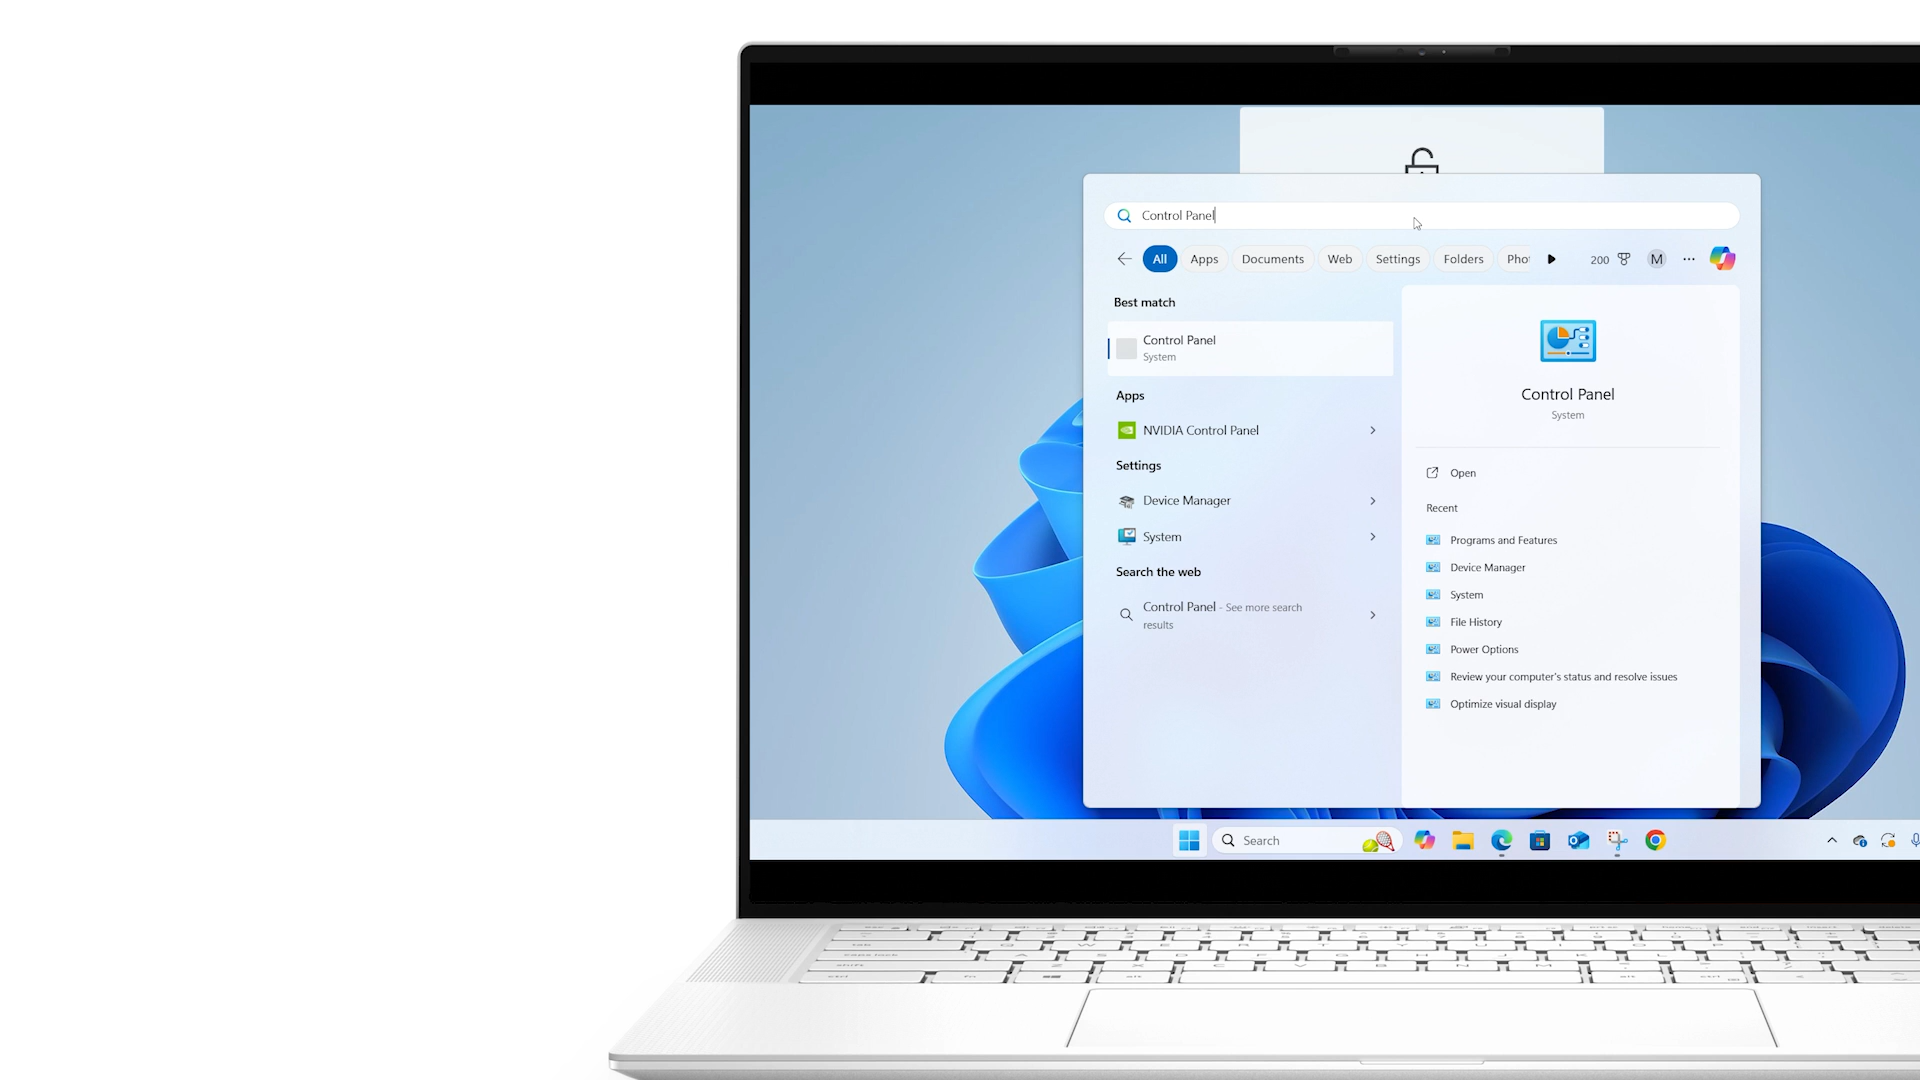 Control Panel
All
Apps
Documents
Web
Settings
Folders
Pho
200
M
Best match
Control Panel
System
Apps
NVIDIA Control Panel
Settings
Device Manager
System
Search the web
Control Panel - See more search
results
Control Panel
System
Open
Recent
Programs and Features
Device Manager
System
File History
Power Options
Review your computer's status and resolve issues
Optimize visual display
Search